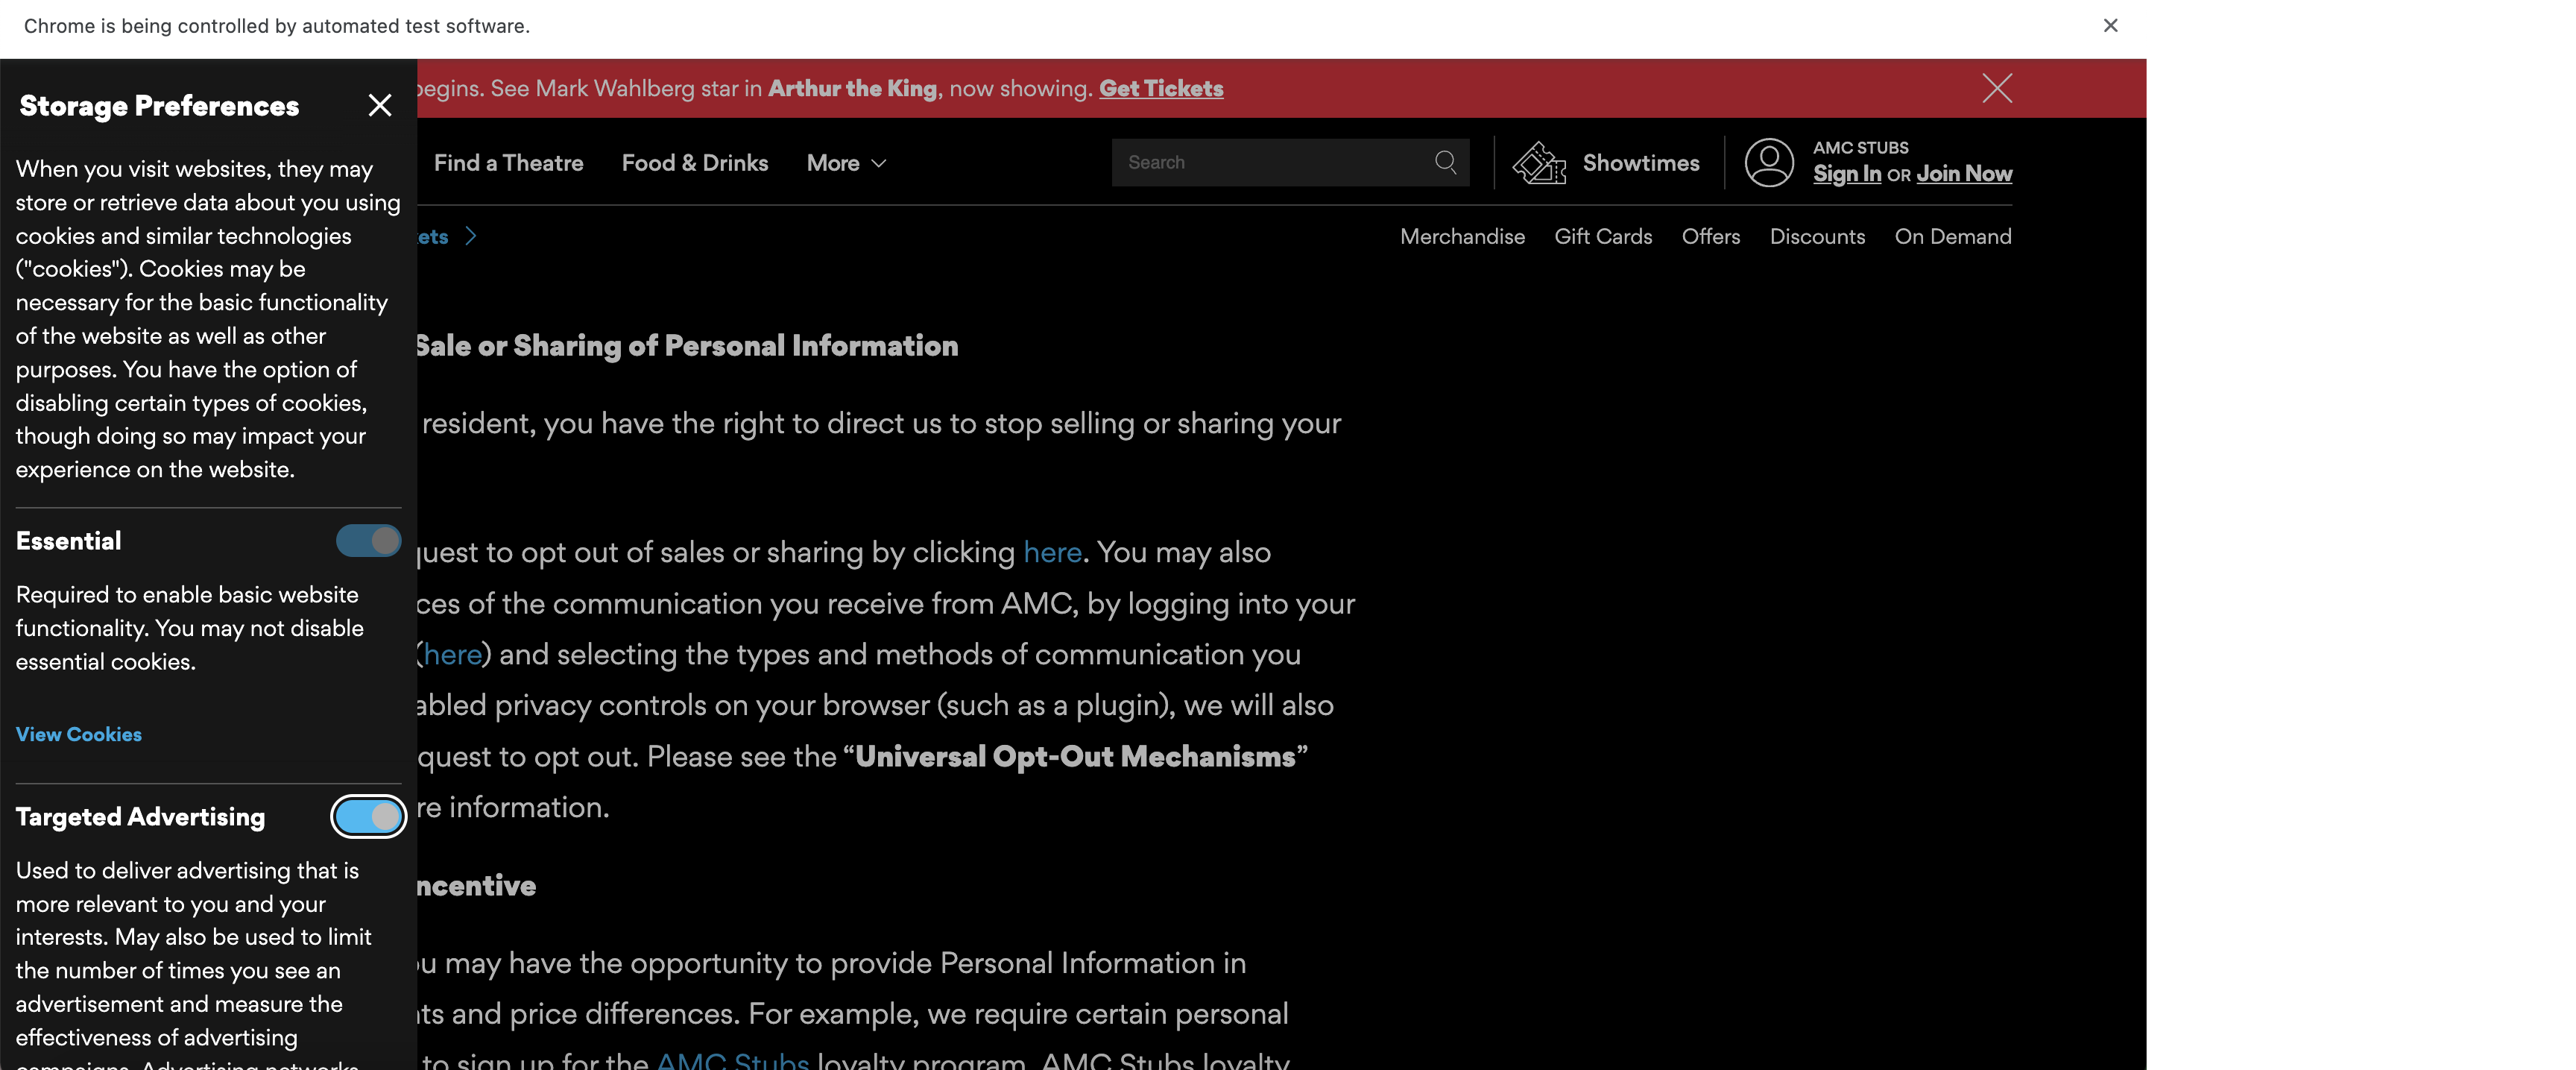 Chrome is being controlled by automated test software.
Storage Preferences
When you visit websites, they may
store or retrieve data about you using
cookies and similar technologies
("cookies"). Cookies may be
necessary for the basic functionality
of the website as well as other
purposes. You have the option of
disabling certain types of cookies,
though doing so may impact your
experience on the website.
Essential
Required to enable basic website
functionality. You may not disable
essential cookies.
View Cookies
Targeted Advertising
Used to deliver advertising that is
more relevant to you and your
interests. May also be used to limit
the number of times you see an
advertisement and measure the
effectiveness of advertising
campaigns. Advertising networks
begins. See Mark Wahlberg star in Arthur the King, now showing. Get Tickets
Find a Theatre Food & Drinks More
Search
Showtimes
AMC STUBS
Sign In OR Join Now
ets
Merchandise Gift Cards Offers Discounts On Demand
Sale or Sharing of Personal Information
resident, you have the right to direct us to stop selling or sharing your
quest to opt out of sales or sharing by clicking here. You may also
ces of the communication you receive from AMC, by logging into your
(here) and selecting the types and methods of communication you
abled privacy controls on your browser (such as a plugin), we will also
quest to opt out. Please see the “Universal Opt-Out Mechanisms”
re information.
ncentive
u may have the opportunity to provide Personal Information in
ts and price differences. For example, we require certain personal
to sign up for the AMC Stubs loyalty program. AMC Stubs loyalty